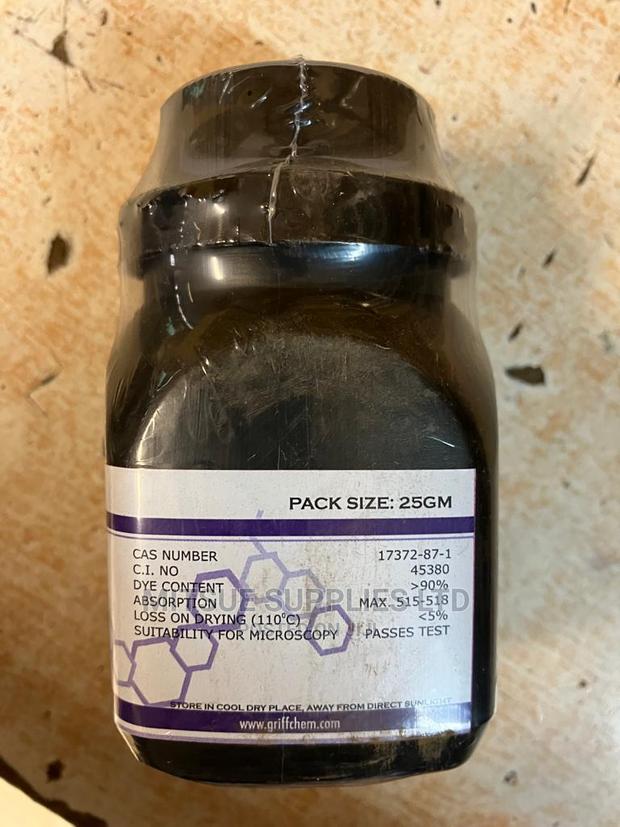 PACK SIZE: 25GM
CAS NUMBER 17372-87-1
C.I. NO 45380
DYE CONTENT >90%
ABSORPTION MAX. 515-518
LOSS ON DRYING (110°C) <5%
SUITABILITY FOR MICROSCOPY PASSES TEST
SUPPLIES LTD
STORE IN COOL DRY PLACE, AWAY FROM DIRECT SUNLIGHT
www.griffchem.com